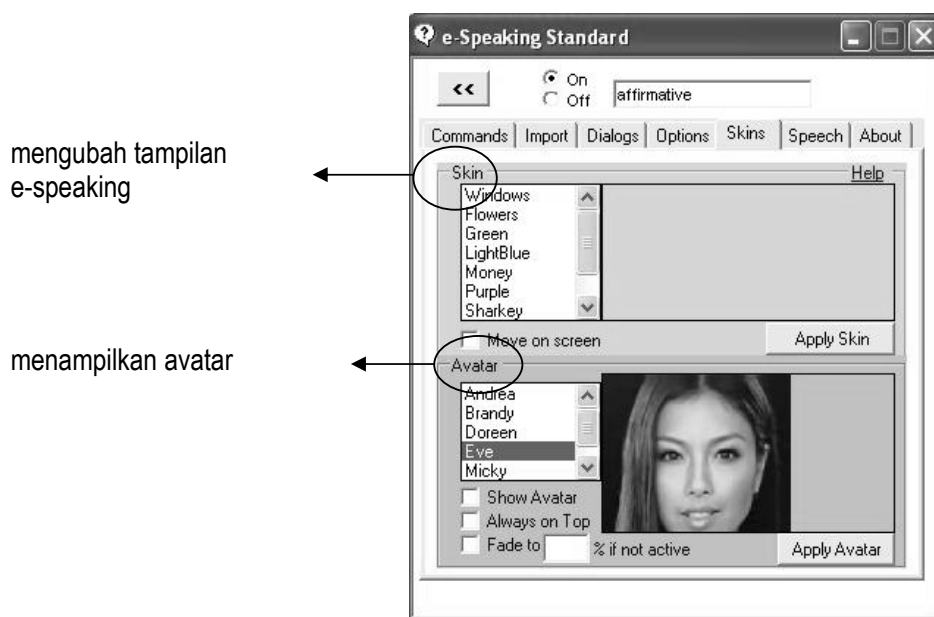 e-Speaking Standard
<<
On
Off
affirmative
Commands Import Dialogs Options Skins Speech About
mengubah tampilan
e-speaking
Skin
Help
Windows
Flowers
Green
LightBlue
Money
Purple
Sharkey
Move on screen
Apply Skin
menampilkan avatar
Avatar
Andrea
Brandy
Doreen
Eve
Micky
Show Avatar
Always on Top
Fade to % if not active
Apply Avatar